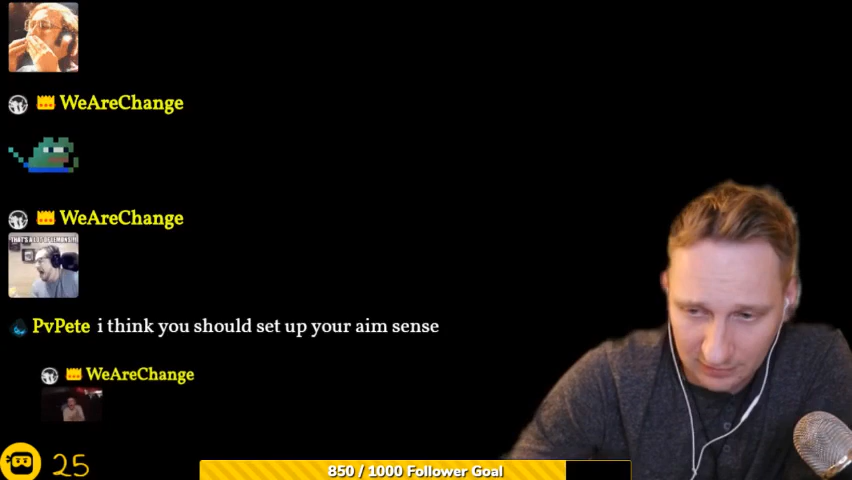 WeAreChange
WeAreChange
THAT'S A LOT OF LEMONS!!!
PvPete i think you should set up your aim sense
WeAreChange
25
850 / 1000 Follower Goal